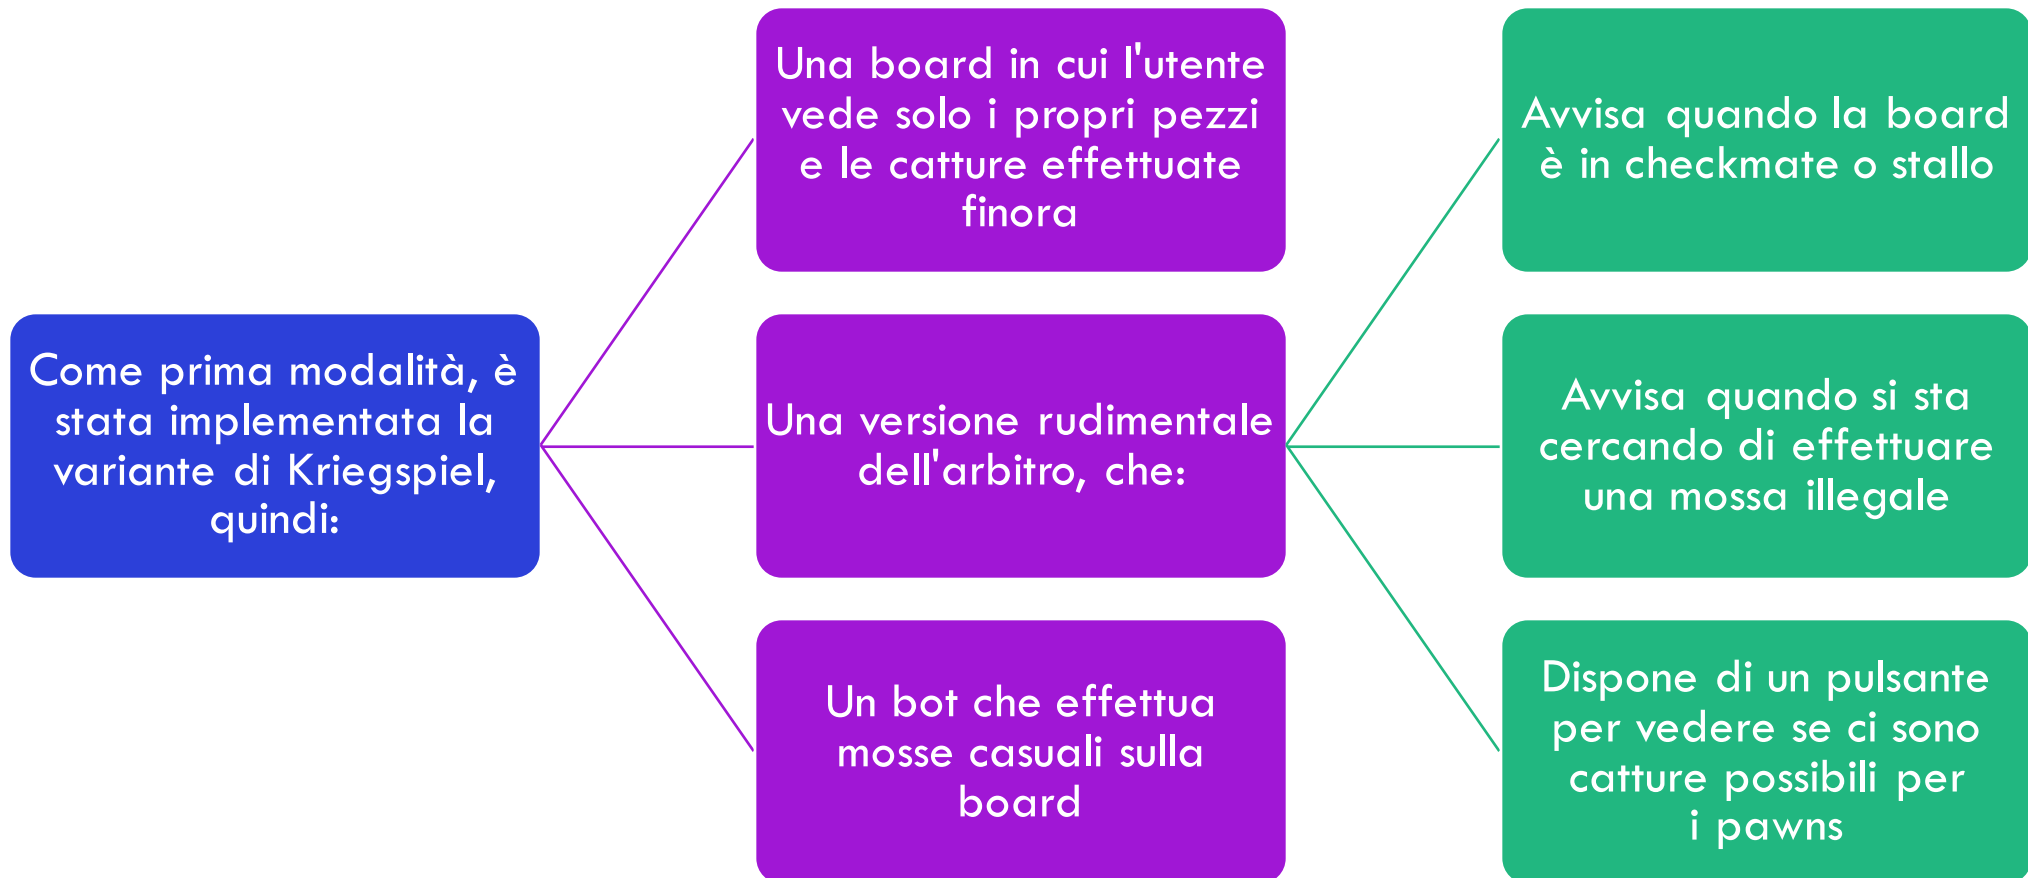 Come prima modalità, è
stata implementata la
variante di Kriegspiel,
quindi:
Una board in cui l'utente
vede solo i propri pezzi
e le catture effettuate
finora
Una versione rudimentale
dell'arbitro, che:
Un bot che effettua
mosse casuali sulla
board
Avvisa quando la board
è in checkmate o stallo
Avvisa quando si sta
cercando di effettuare
una mossa illegale
Dispone di un pulsante
per vedere se ci sono
catture possibili per
i pawns